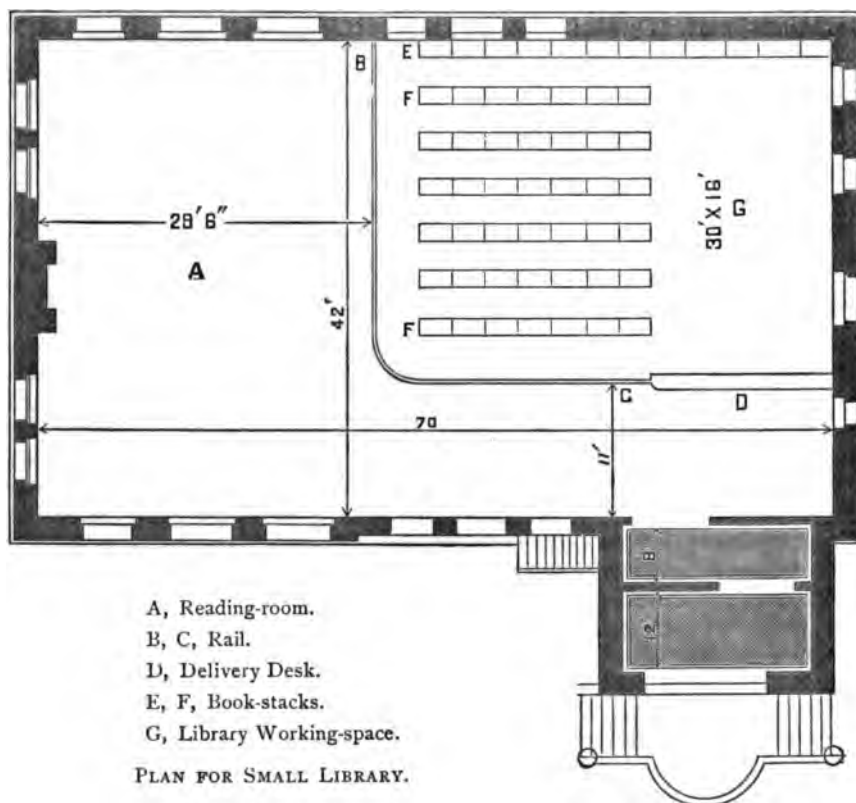 B
E
F
30'X16'
G
28'6"
A
42'
F
C
D
70
11'
8
12'
A, Reading-room.
B, C, Rail.
D, Delivery Desk.
E, F, Book-stacks.
G, Library Working-space.
PLAN FOR SMALL LIBRARY.